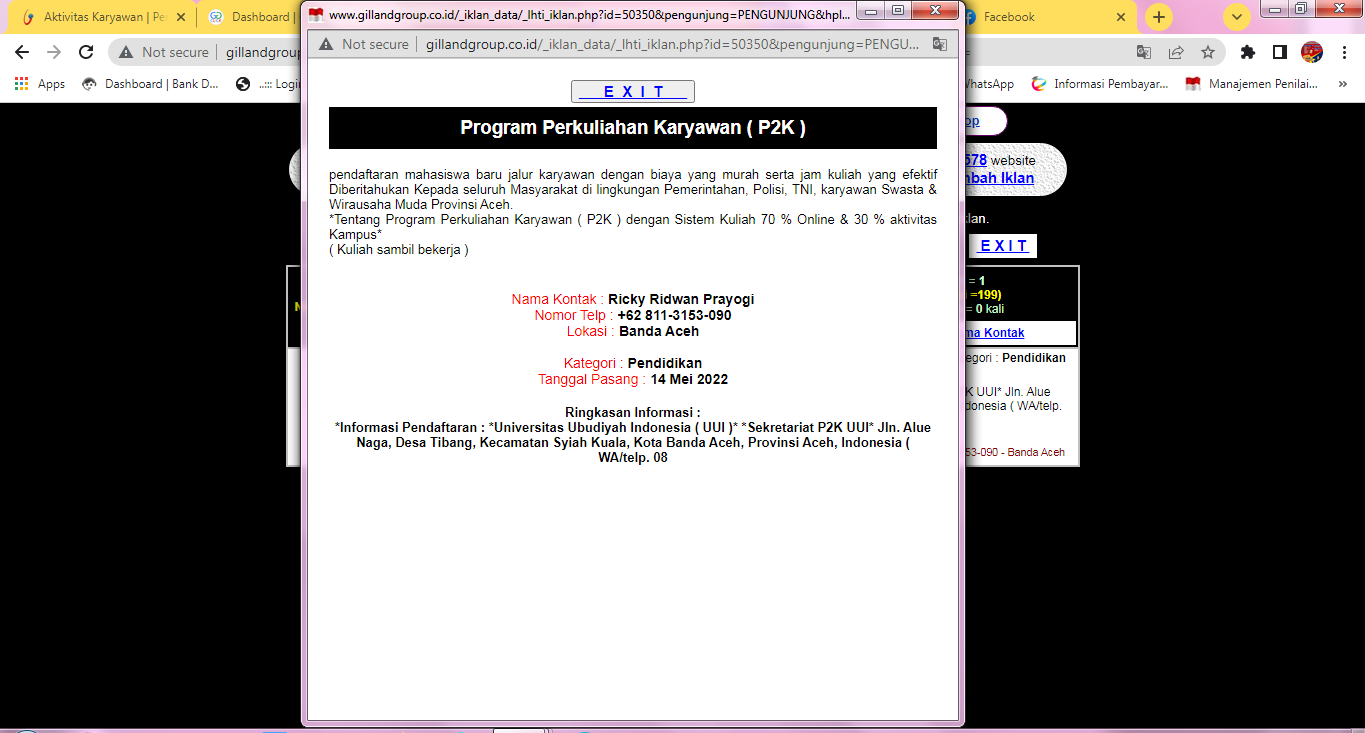 Aktivitas Karyawan | Pe
Dashboard |
www.gillandgroup.co.id/_iklan_data/_lhti_iklan.php?id=50350&pengunjung=PENGUNJUNG&hpl...
Facebook
Not secure
gillandgroup
Not secure
gillandgroup.co.id/_iklan_data/_lhti_iklan.php?id=50350&pengunjung=PENGU...
Apps
Dashboard | Bank D...
..::: Logi
WhatsApp
Informasi Pembayar...
Manajemen Penilai...
»
E X I T
Program Perkuliahan Karyawan ( P2K )
pendaftaran mahasiswa baru jalur karyawan dengan biaya yang murah serta jam kuliah yang efektif
Diberitahukan Kepada seluruh Masyarakat di lingkungan Pemerintahan, Polisi, TNI, karyawan Swasta &
Wirausaha Muda Provinsi Aceh.
*Tentang Program Perkuliahan Karyawan ( P2K ) dengan Sistem Kuliah 70 % Online & 30 % aktivitas
Kampus*
( Kuliah sambil bekerja )
Nama Kontak : Ricky Ridwan Prayogi
Nomor Telp : +62 811-3153-090
Lokasi : Banda Aceh
Kategori : Pendidikan
Tanggal Pasang : 14 Mei 2022
Ringkasan Informasi :
*Informasi Pendaftaran : *Universitas Ubudiyah Indonesia ( UUI )* *Sekretariat P2K UUI* Jln. Alue
Naga, Desa Tibang, Kecamatan Syiah Kuala, Kota Banda Aceh, Provinsi Aceh, Indonesia (
WA/telp. 08
op
578 website
mbah Iklan
klan.
E X I T
= 1
) =199)
= 0 kali
ma Kontak
egori : Pendidikan
K UUI* Jln. Alue
donesia ( WA/telp.
53-090 - Banda Aceh